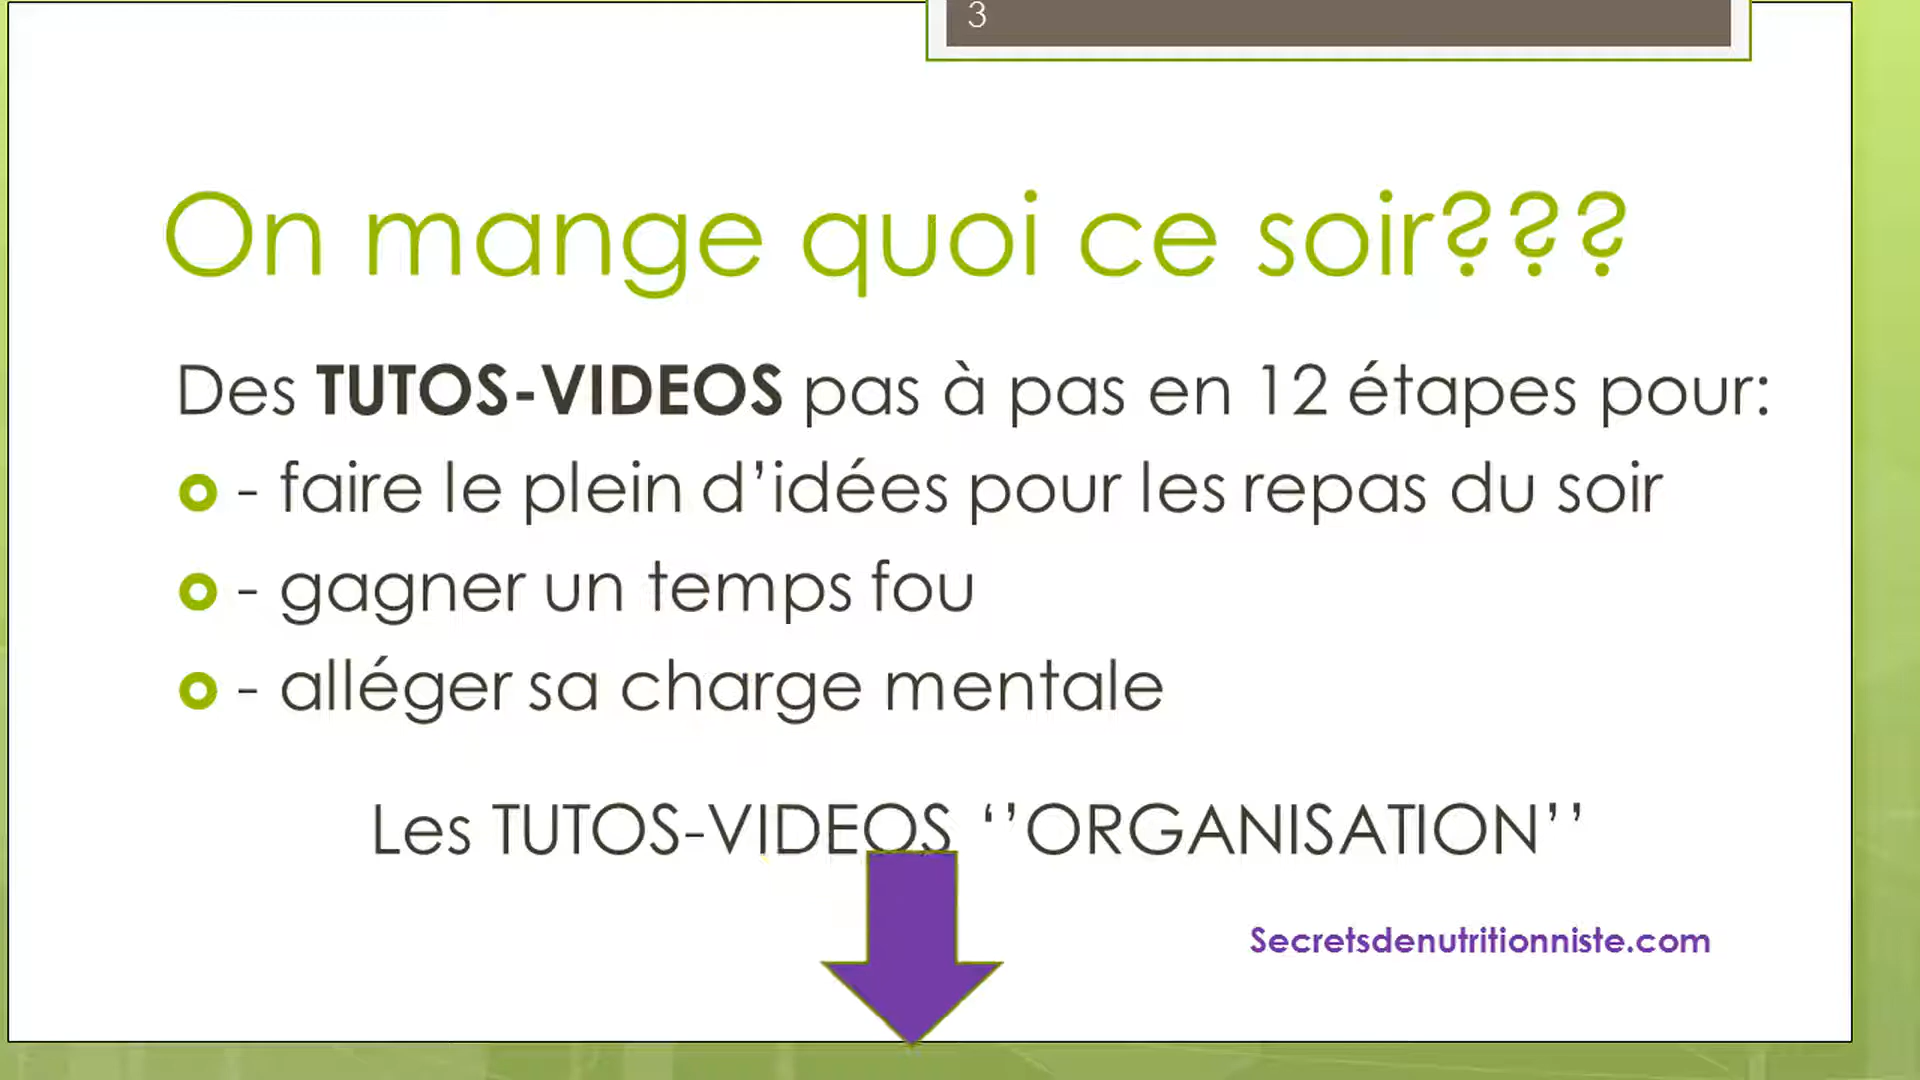 3
On mange quoi ce soir???
Des TUTOS-VIDEOS pas à pas en 12 étapes pour:
- faire le plein d’idées pour les repas du soir
- gagner un temps fou
- alléger sa charge mentale
Les TUTOS-VIDEOS ‘’ORGANISATION’’
Secretsdenutritionniste.com